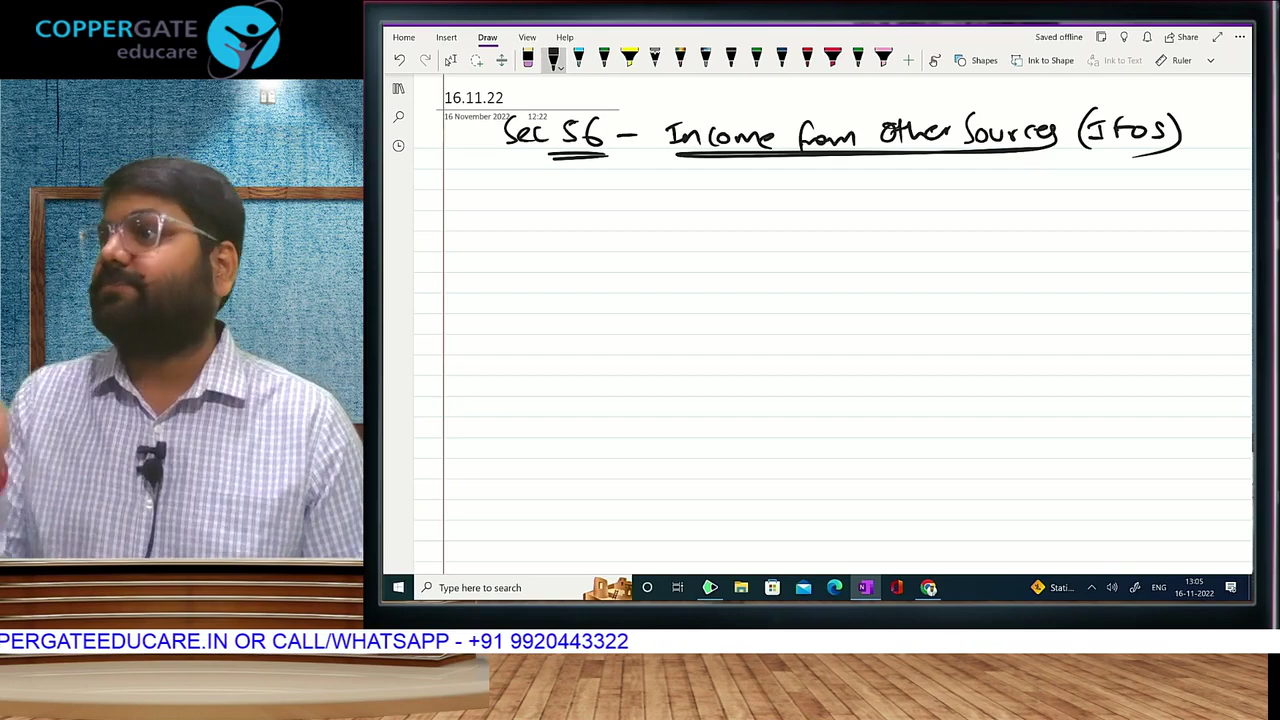 COPPERGATE
educare
Home Insert Draw View Help
Saved offline
Share
Shapes
Ink to Shape
Ink to Text
Ruler
16.11.22
16 November 2022 12:22
Sec 56 - Income from Other Sources (IFOS)
Type here to search
Stati...
ENG
13:05
16-11-2022
PERGATEEDUCARE.IN OR CALL/WHATSAPP - +91 9920443322